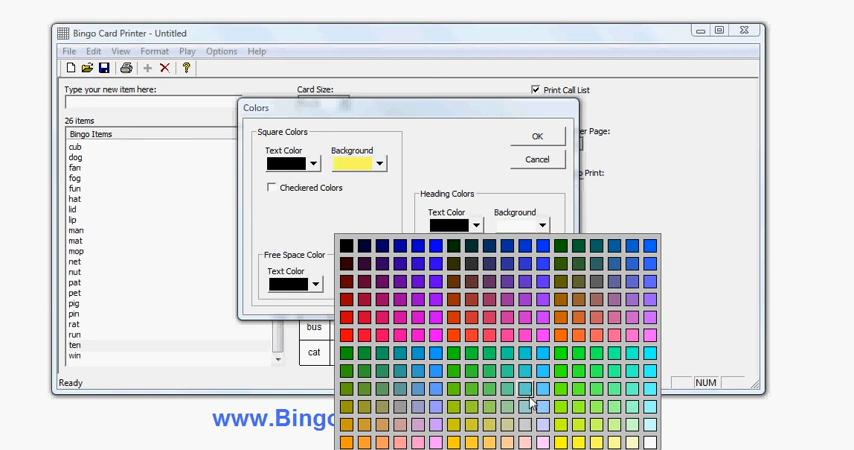 Bingo Card Printer - Untitled
File Edit View Format Play Options Help
Type your new item here:
Card Size:
Print Call List
26 items
Bingo Items
cub
dog
fan
fog
fun
hat
lid
lip
man
mat
mop
net
nut
pat
pet
pig
pin
rat
run
ten
win
Colors
Square Colors
Text Color Background
Checkered Colors
OK
Cancel
Heading Colors
Text Color Background
Free Space Color
Text Color
er Page:
o Print:
bus
cat
Ready
NUM
www.Bingo